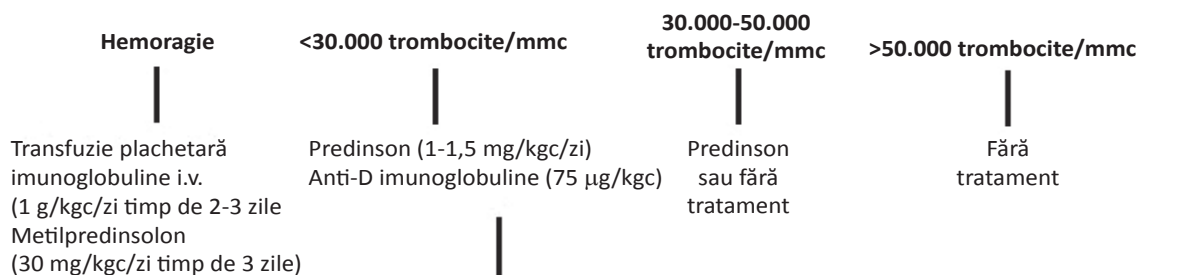 Hemoragie
<30.000 trombocite/mmc
30.000-50.000
trombocite/mmc
>50.000 trombocite/mmc
Transfuzie plachetară
imunoglobuline i.v.
(1 g/kgc/zi timp de 2-3 zile
Metilpredinsolon
(30 mg/kgc/zi timp de 3 zile)
Predinson (1-1,5 mg/kgc/zi)
Anti-D imunoglobuline (75 µg/kgc)
Predinson
sau fără
tratament
Fără
tratament